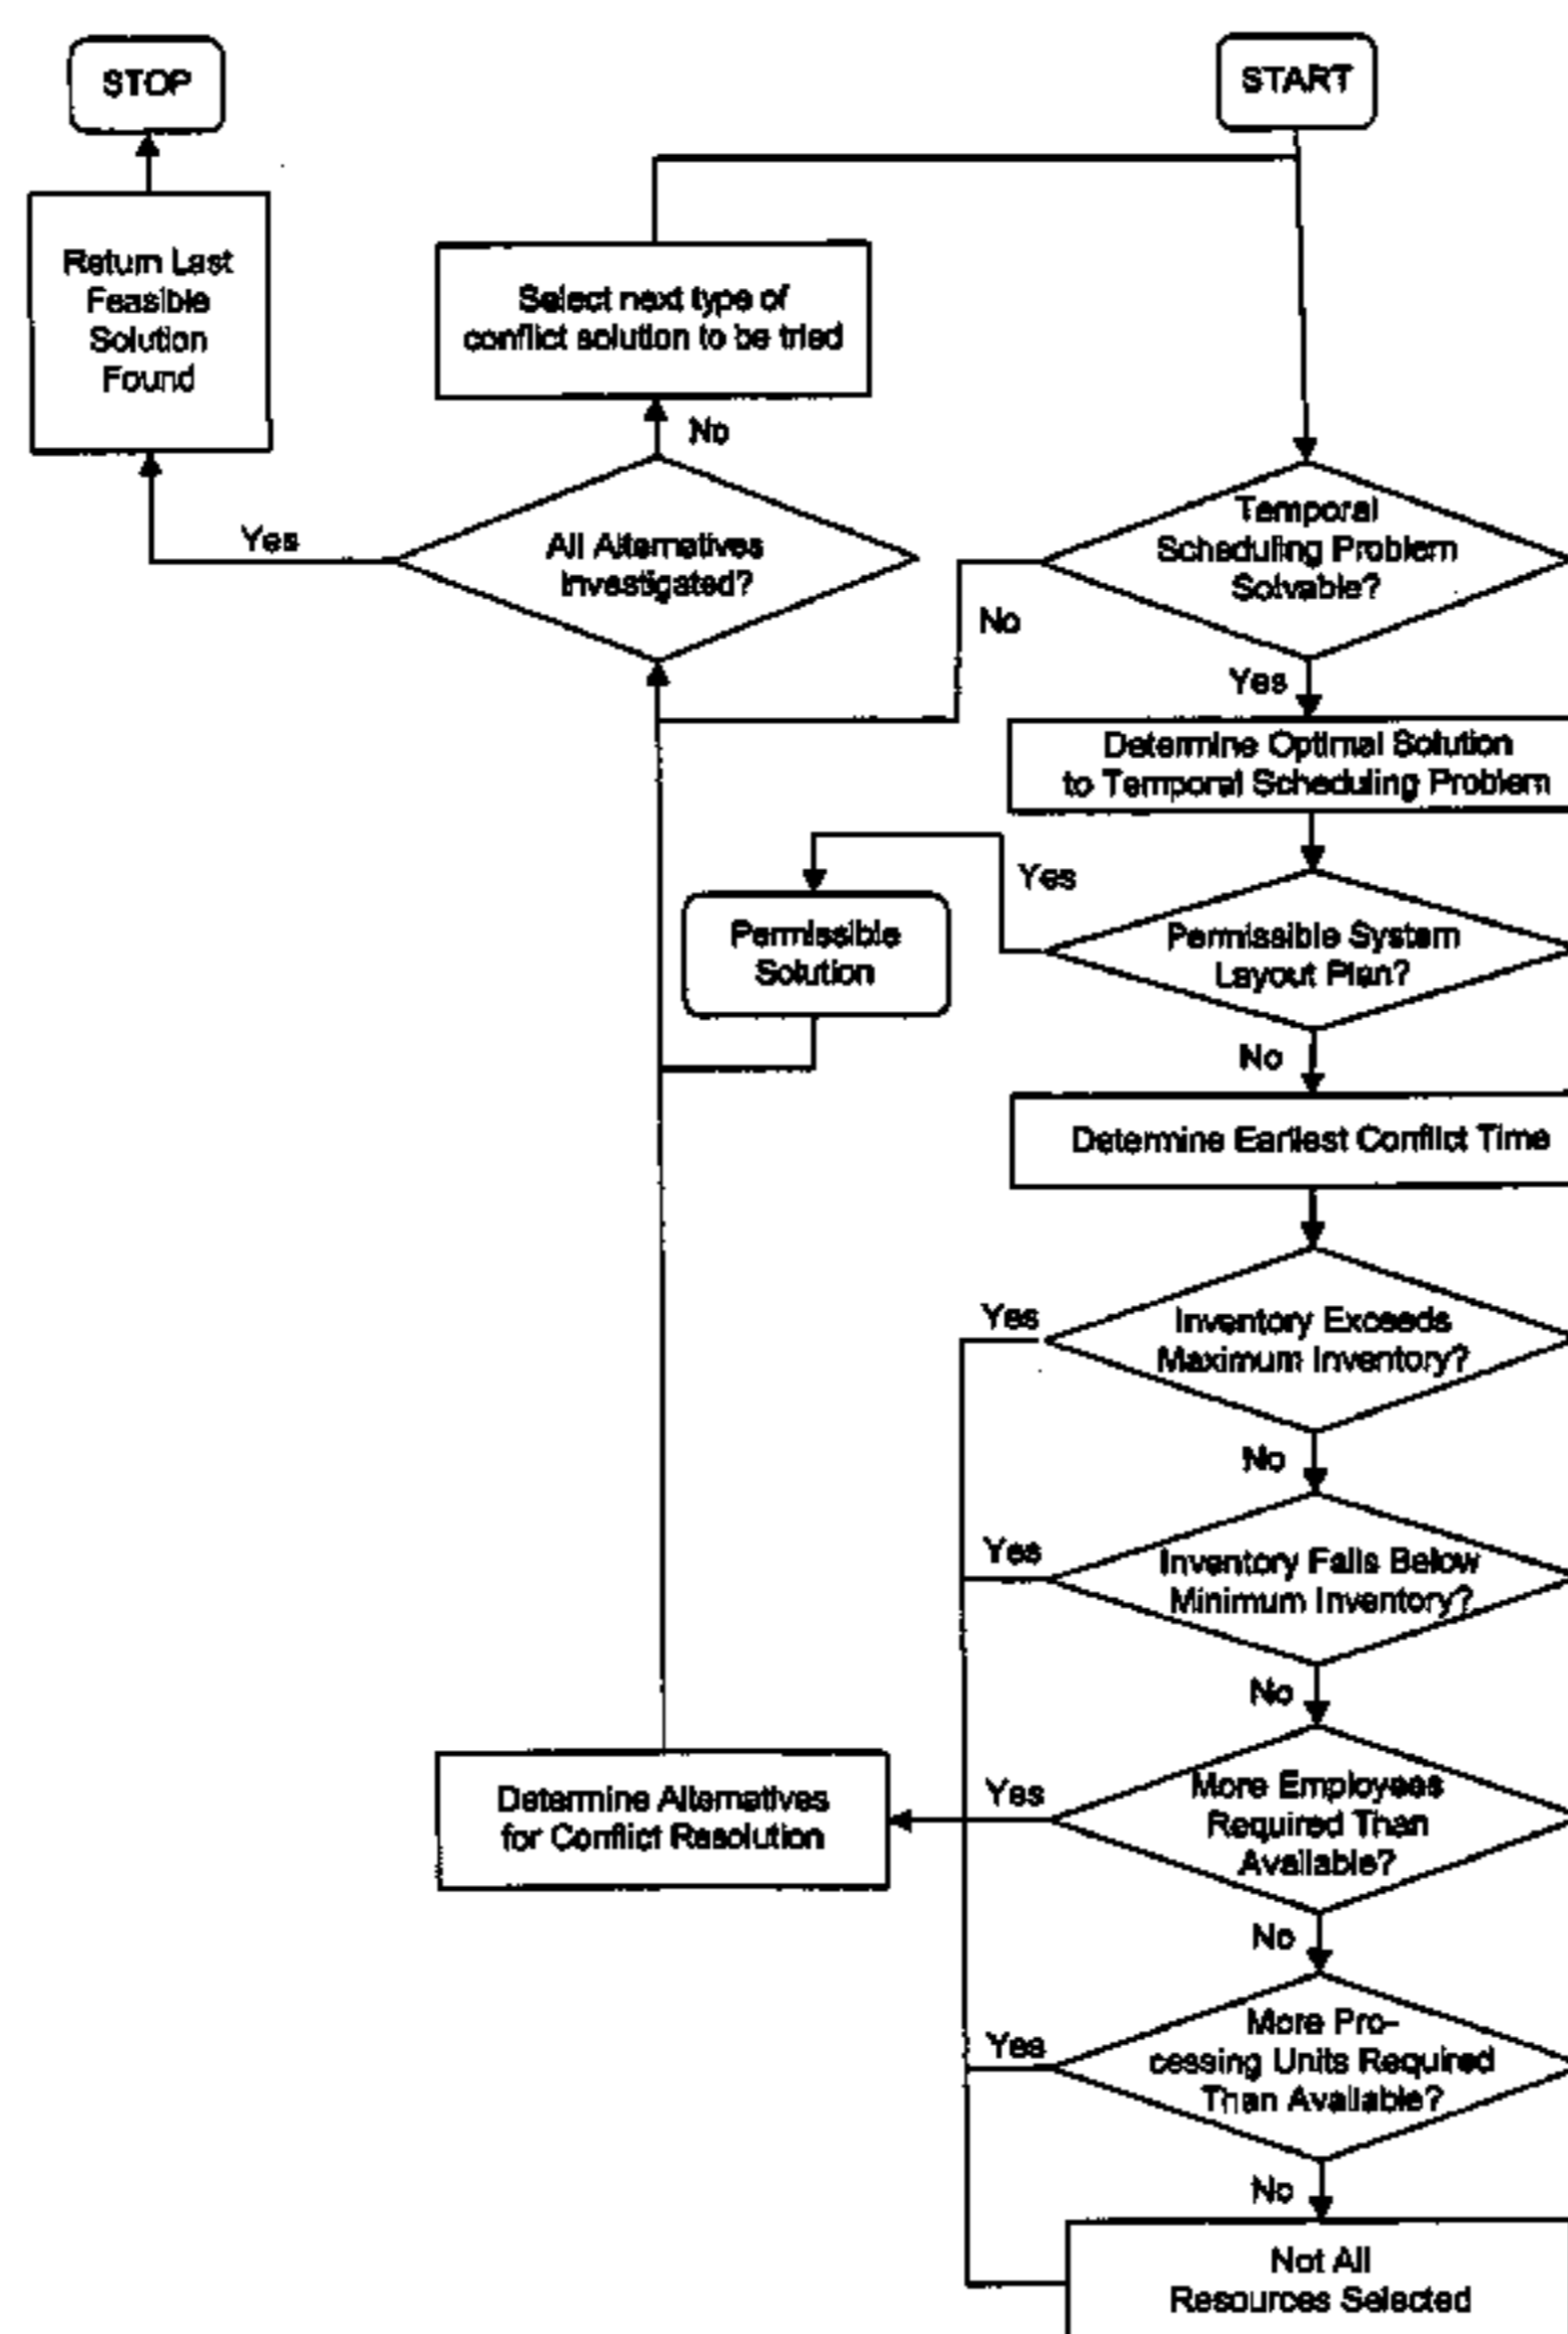 STOP
START
Return Last
Feasible
Solution
Found
Select next type of
conflict solution to be tried
No
Yes
All Alternatives
Investigated?
Temporal
Scheduling Problem
Solvable?
No
Yes
Determine Optimal Solution
to Temporal Scheduling Problem
Yes
Permissible
Solution
Permissible System
Layout Plan?
No
Determine Earliest Conflict Time
Yes
Inventory Exceeds
Maximum Inventory?
No
Yes
Inventory Falls Below
Minimum Inventory?
No
Determine Alternatives
for Conflict Resolution
Yes
More Employees
Required Than
Available?
No
Yes
More Pro-
cessing Units Required
Than Available?
No
Not All
Resources Selected